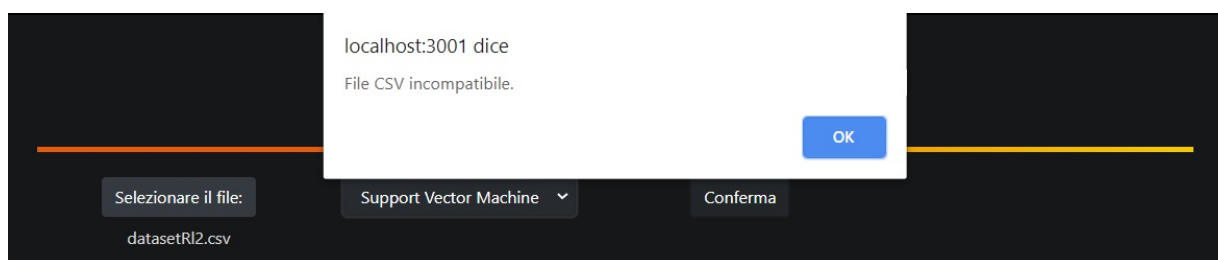 localhost:3001 dice
File CSV incompatibile.
OK
Selezionare il file:
Support Vector Machine
Conferma
datasetRl2.csv